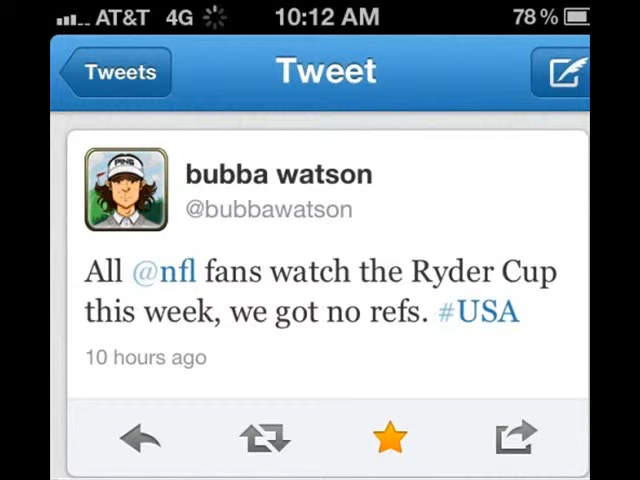 AT&T 4G 10:12 AM 78%
Tweets Tweet
PING
bubba watson
@bubbawatson
All @nfl fans watch the Ryder Cup
this week, we got no refs. #USA
10 hours ago